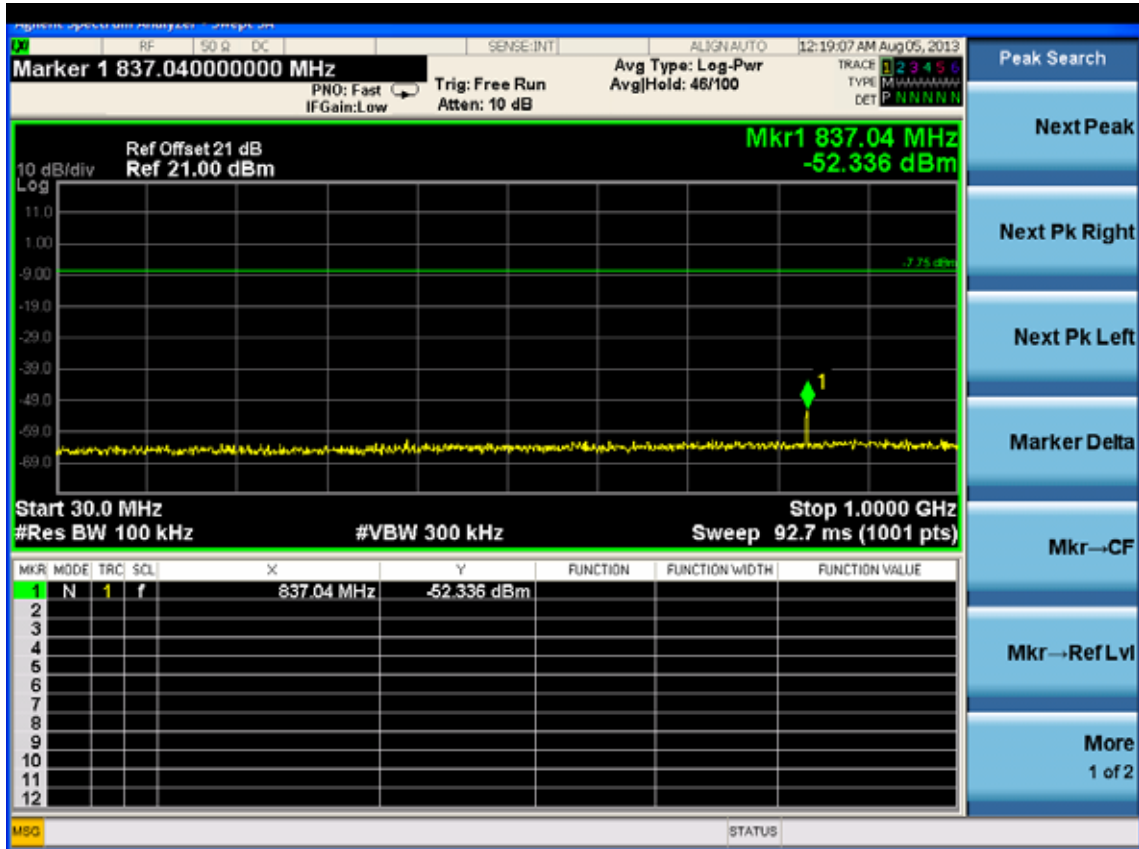 Agilent Spectrum Analyzer - Swept SA
RF 50 Ω DC SENSE:INT ALIGN AUTO 12:19:07 AM Aug 05, 2013
Marker 1 837.040000000 MHz
PNO: Fast
IFGain:Low
Trig: Free Run
Atten: 10 dB
Avg Type: Log-Pwr
Avg|Hold: 46/100
TRACE 1 2 3 4 5 6
TYPE M W W W W W
DET P N N N N N
Peak Search
Next Peak
Next Pk Right
Next Pk Left
Marker Delta
Mkr→CF
Mkr→Ref Lvl
More
1 of 2
Mkr1 837.04 MHz
-52.336 dBm
Ref Offset 21 dB
10 dB/div Ref 21.00 dBm
Log
11.0
1.00
-9.00
-19.0
-29.0
-39.0
-49.0
-59.0
-69.0
-7.75 dBm
1
Start 30.0 MHz Stop 1.0000 GHz
#Res BW 100 kHz #VBW 300 kHz Sweep 92.7 ms (1001 pts)
MKR MODE TRC SCL X Y FUNCTION FUNCTION WIDTH FUNCTION VALUE
1 N 1 f 837.04 MHz -52.336 dBm
2
3
4
5
6
7
8
9
10
11
12
MSG STATUS